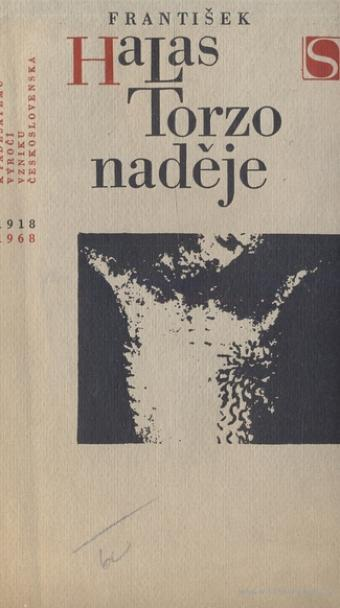 FRANTIŠEK
HaLas
Torzo
naděje
S
VÝROČÍ
VZNIKU
ČESKOSLOVENSKA
1918
1968